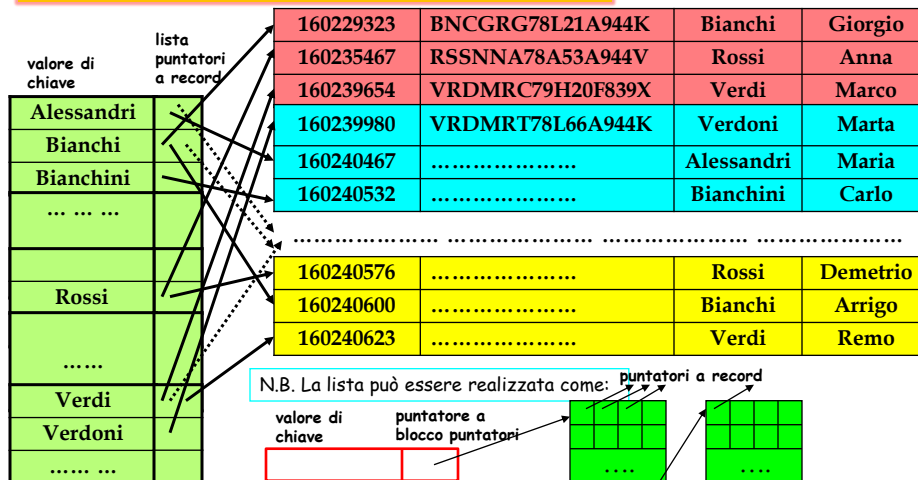 valore di chiave
lista puntatori a record
Alessandri
Bianchi
Bianchini
... ... ...
Rossi
......
Verdi
Verdoni
...... ...
160229323 BNCGRG78L21A944K Bianchi Giorgio
160235467 RSSNNA78A53A944V Rossi Anna
160239654 VRDMRC79H20F839X Verdi Marco
160239980 VRDMRT78L66A944K Verdoni Marta
160240467 ………………… Alessandri Maria
160240532 ………………… Bianchini Carlo
………………… ………………… ………………… …………………
160240576 ………………… Rossi Demetrio
160240600 ………………… Bianchi Arrigo
160240623 ………………… Verdi Remo
N.B. La lista può essere realizzata come:
puntatori a record
valore di chiave
puntatore a blocco puntatori
....
....